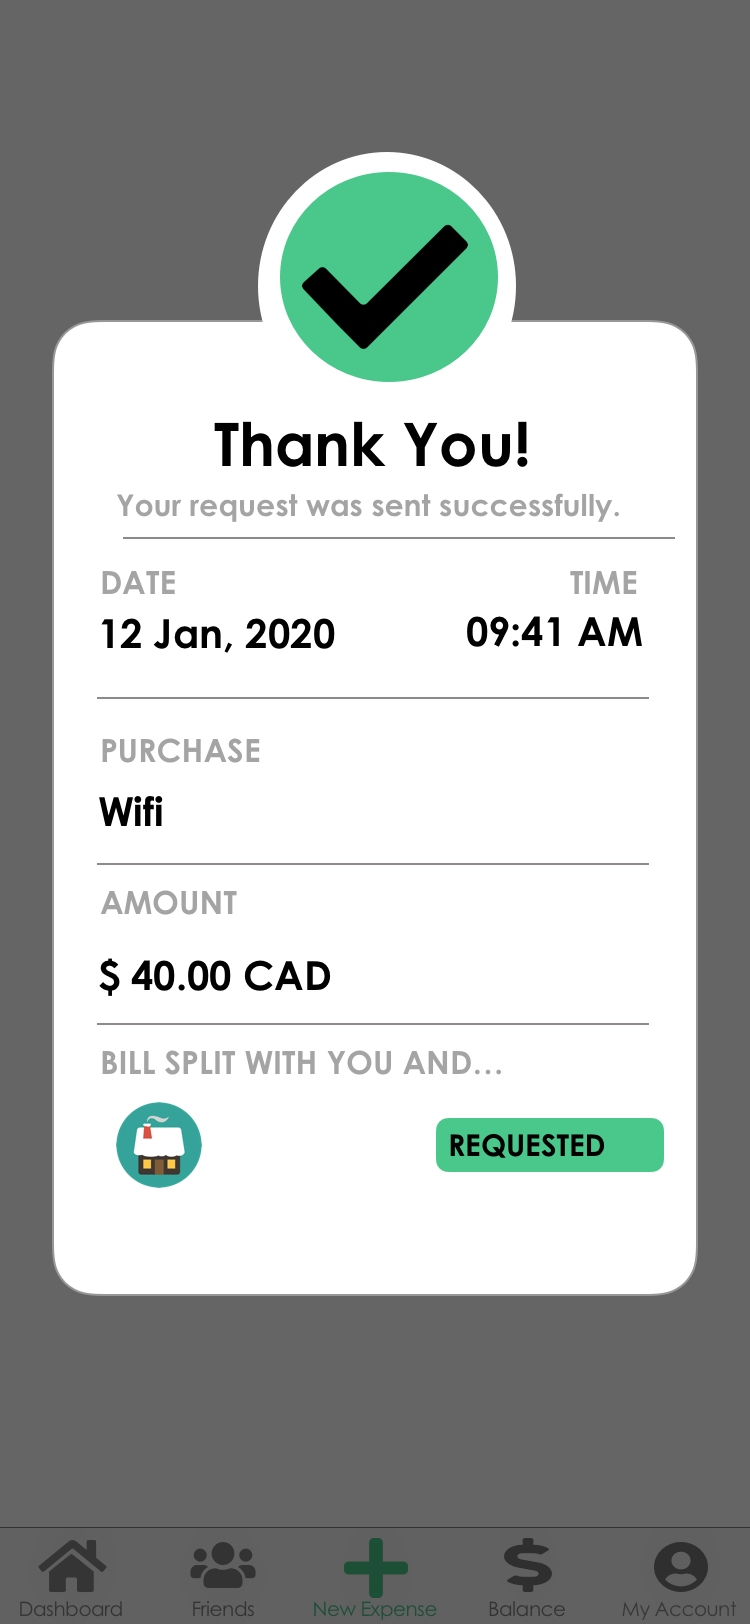 Thank You!
Your request was sent successfully.
DATE TIME
12 Jan, 2020 09:41 AM
PURCHASE
Wifi
AMOUNT
$ 40.00 CAD
BILL SPLIT WITH YOU AND...
REQUESTED
Dashboard Friends New Expense Balance My Account